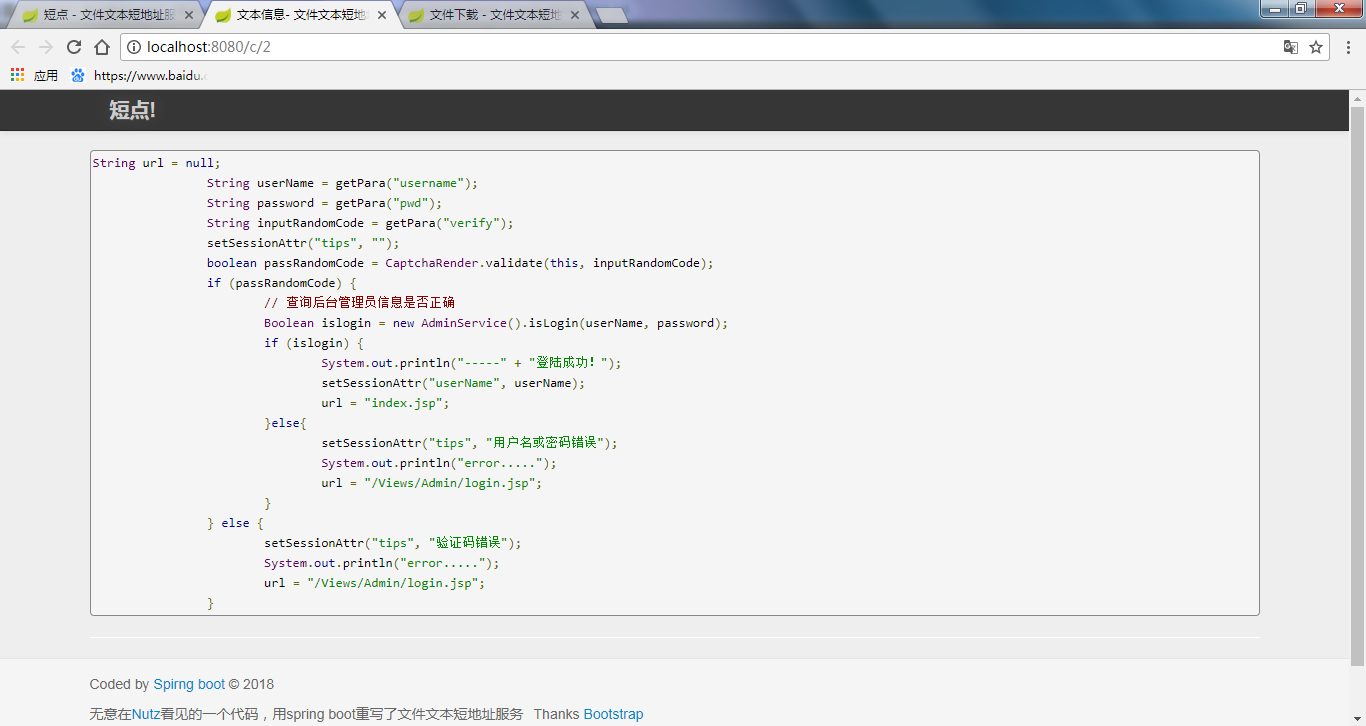 短点 - 文件文本短地址服
文本信息- 文件文本短地址
文件下载 - 文件文本短地
localhost:8080/c/2
应用
https://www.baidu.c
短点!
String url = null;
String userName = getPara("username");
String password = getPara("pwd");
String inputRandomCode = getPara("verify");
setSessionAttr("tips", "");
boolean passRandomCode = CaptchaRender.validate(this, inputRandomCode);
if (passRandomCode) {
// 查询后台管理员信息是否正确
Boolean islogin = new AdminService().isLogin(userName, password);
if (islogin) {
System.out.println("-----" + "登陆成功！");
setSessionAttr("userName", userName);
url = "index.jsp";
}else{
setSessionAttr("tips", "用户名或密码错误");
System.out.println("error.....");
url = "/Views/Admin/login.jsp";
}
} else {
setSessionAttr("tips", "验证码错误");
System.out.println("error.....");
url = "/Views/Admin/login.jsp";
}
Coded by Spirng boot © 2018
无意在Nutz看见的一个代码，用spring boot重写了文件文本短地址服务 Thanks Bootstrap